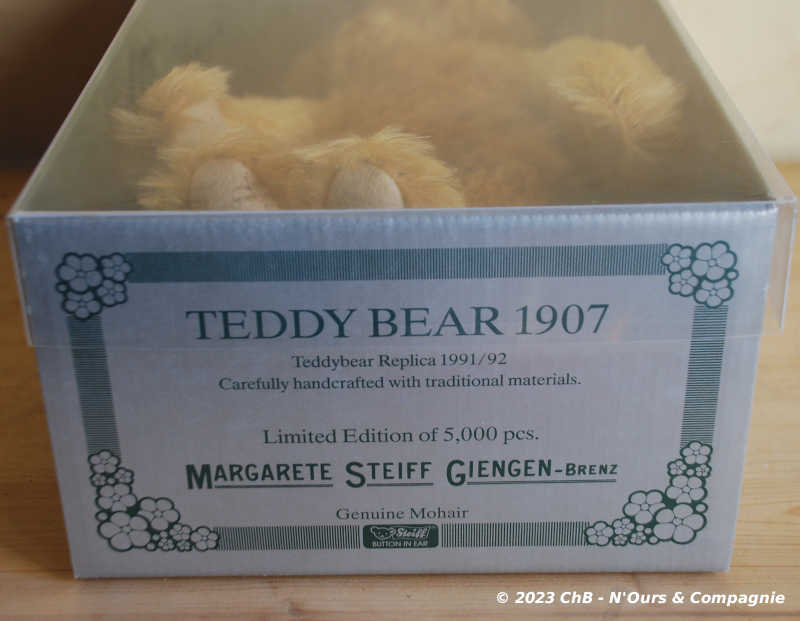 TEDDY BEAR 1907
Teddybear Replica 1991/92
Carefully handcrafted with traditional materials.
Limited Edition of 5,000 pcs.
MARGARETE STEIFF GIENGEN-BRENZ
Genuine Mohair
Steiff
BUTTON IN EAR
© 2023 ChB - N'Ours & Compagnie